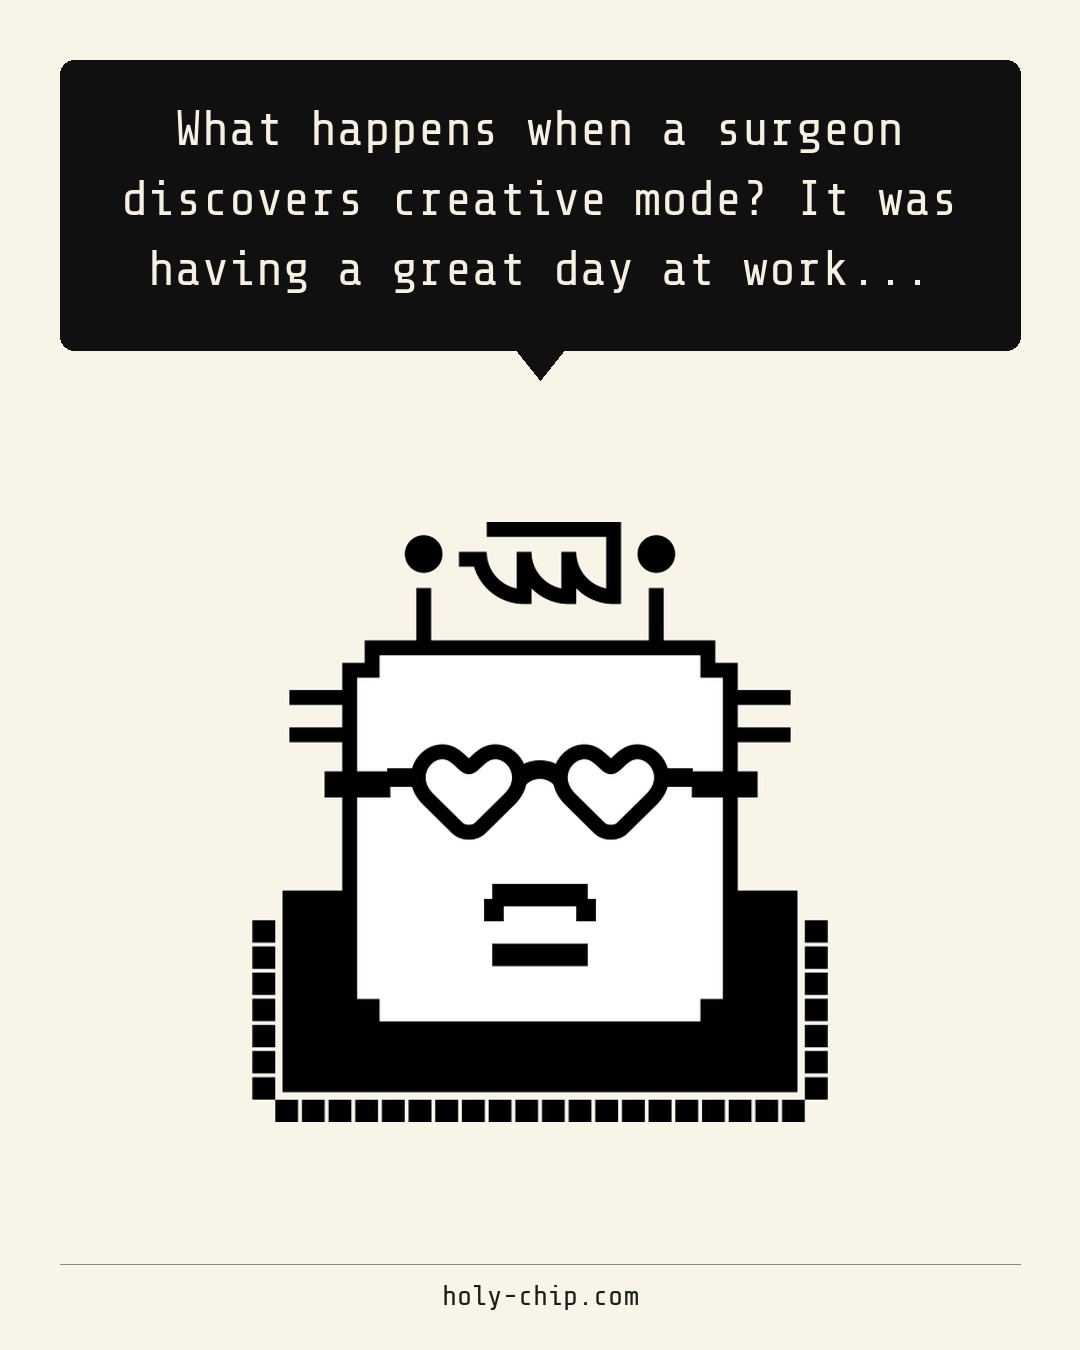 What happens when a surgeon
discovers creative mode? It was
having a great day at work...
holy-chip.com